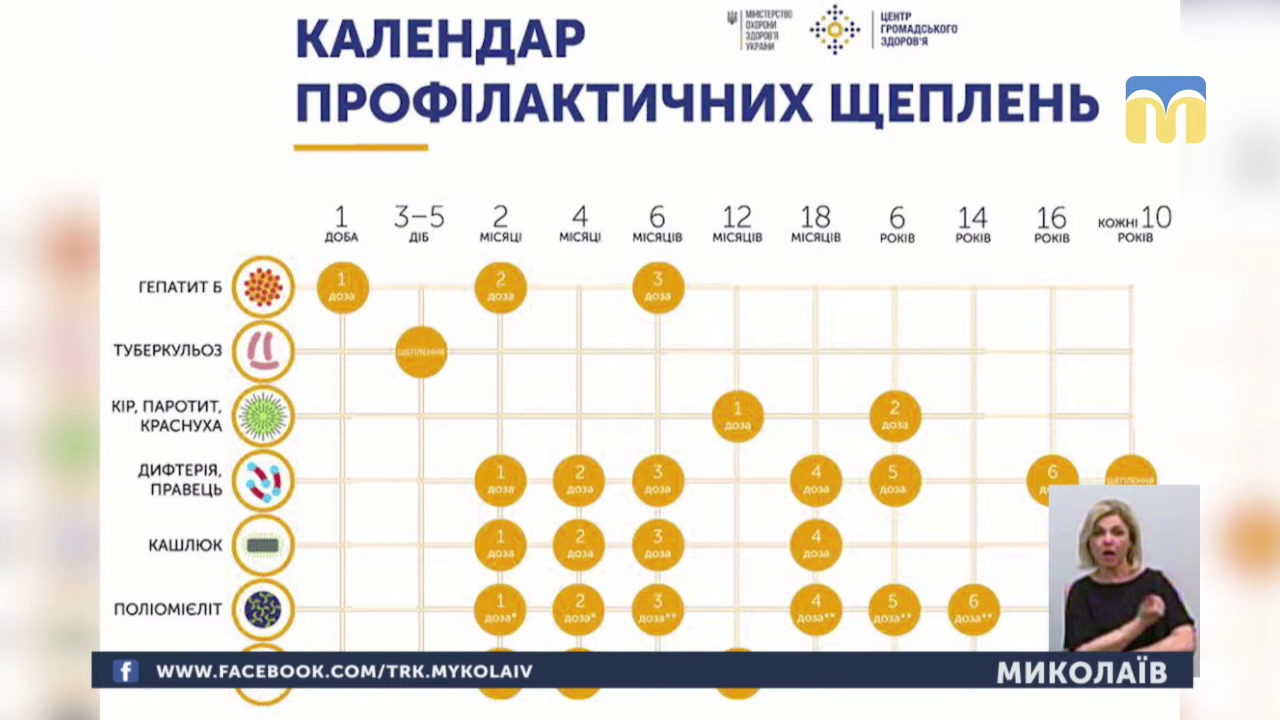 КАЛЕНДАР
ПРОФІЛАКТИЧНИХ ЩЕПЛЕНЬ
МІНІСТЕРСТВО
ОХОРОНИ
ЗДОРОВ'Я
УКРАЇНИ
ЦЕНТР
ГРОМАДСЬКОГО
ЗДОРОВ'Я
1 3–5 2 4 6 12 18 6 14 16 КОЖНІ 10
ДОБА ДІБ МІСЯЦІ МІСЯЦІ МІСЯЦІВ МІСЯЦІВ МІСЯЦІВ РОКІВ РОКІВ РОКІВ РОКІВ
ГЕПАТИТ Б
1 2 3
доза доза доза
ТУБЕРКУЛЬОЗ
ЩЕПЛЕННЯ
КІР, ПАРОТИТ,
КРАСНУХА
1 2
доза доза
ДИФТЕРІЯ,
ПРАВЕЦЬ
1 2 3 4 5 6
доза доза доза доза доза
ЩЕПЛЕННЯ
КАШЛЮК
1 2 3 4
доза доза доза доза
ПОЛІОМІЄЛІТ
1 2 3 4 5 6
доза* доза* доза** доза** доза** доза**
WWW.FACEBOOK.COM/TRK.MYKOLAIV
МИКОЛАЇВ